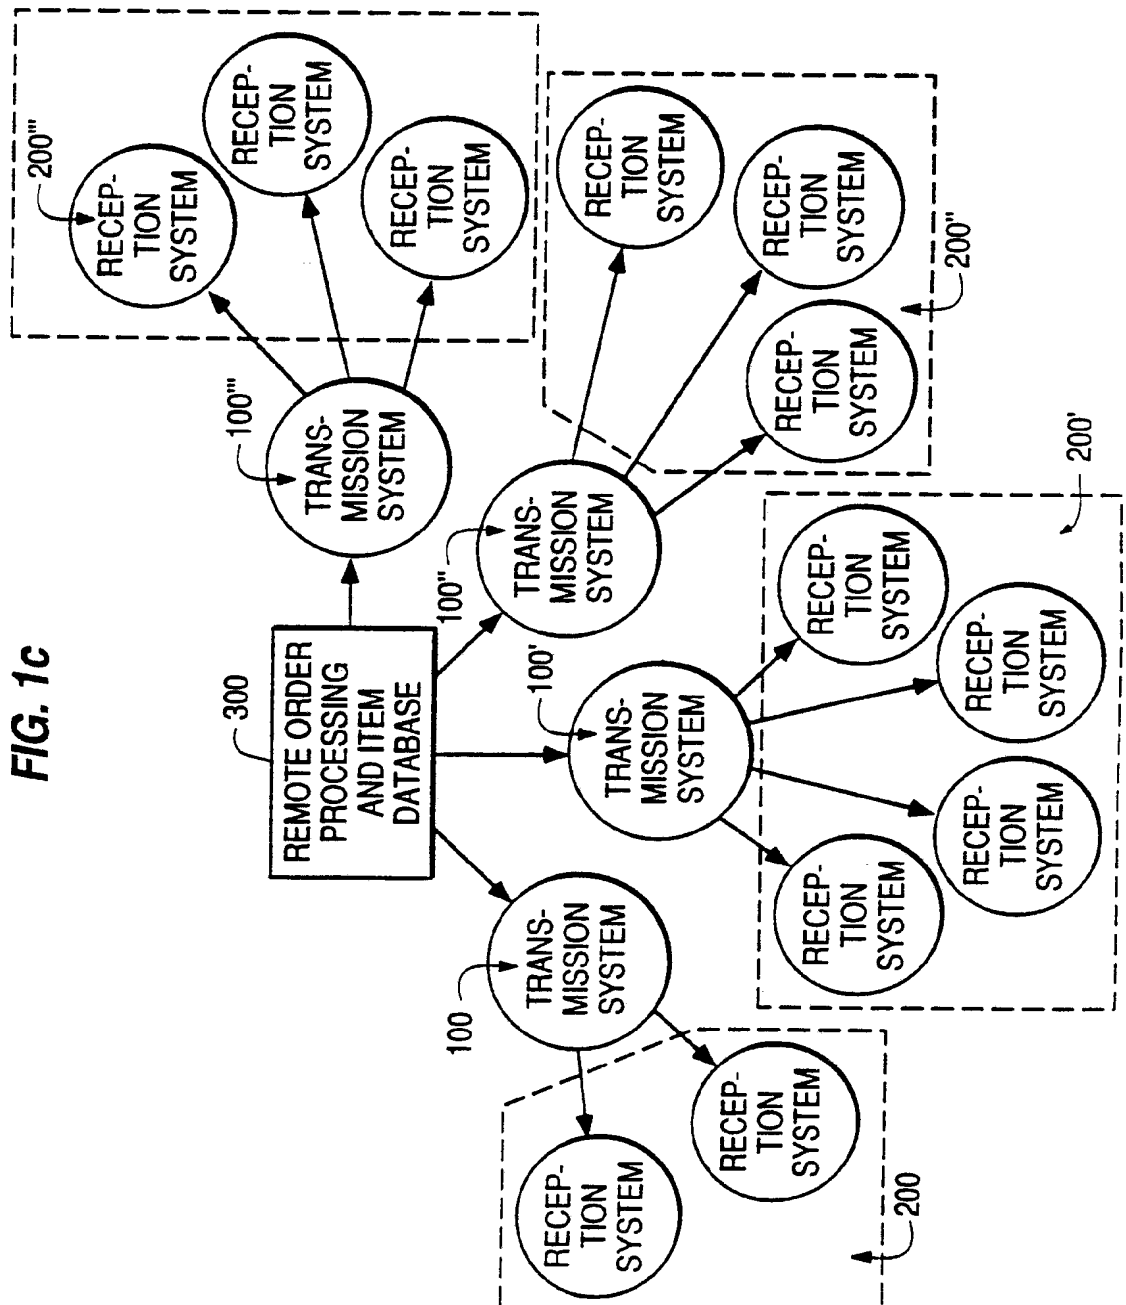 FIG. 1c
300
REMOTE ORDER
PROCESSING
AND ITEM
DATABASE
100
TRANS-
MISSION
SYSTEM
100'
TRANS-
MISSION
SYSTEM
100"
TRANS-
MISSION
SYSTEM
100'''
TRANS-
MISSION
SYSTEM
RECEP-
TION
SYSTEM
RECEP-
TION
SYSTEM
200
RECEP-
TION
SYSTEM
RECEP-
TION
SYSTEM
RECEP-
TION
SYSTEM
RECEP-
TION
SYSTEM
200'
RECEP-
TION
SYSTEM
RECEP-
TION
SYSTEM
RECEP-
TION
SYSTEM
200"
200'''
RECEP-
TION
SYSTEM
RECEP-
TION
SYSTEM
RECEP-
TION
SYSTEM